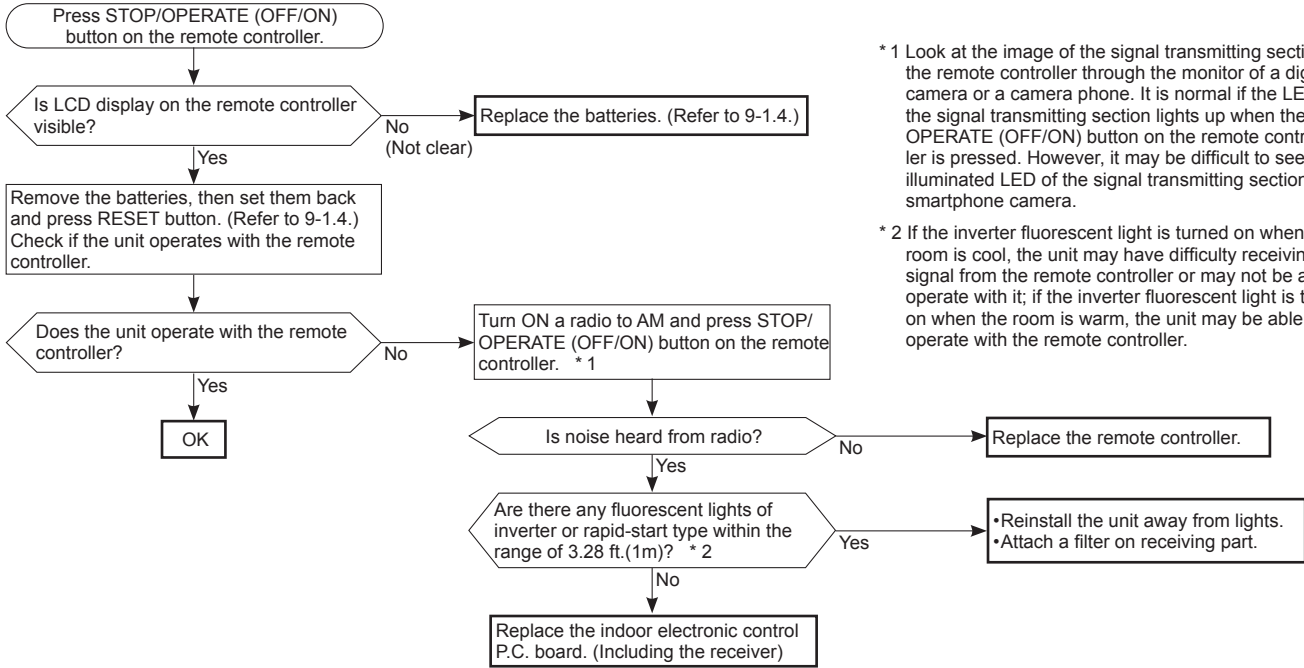 Press STOP/OPERATE (OFF/ON)
button on the remote controller.
Is LCD display on the remote controller
visible?
No
(Not clear)
Replace the batteries. (Refer to 9-1.4.)
Yes
Remove the batteries, then set them back
and press RESET button. (Refer to 9-1.4.)
Check if the unit operates with the remote
controller.
Does the unit operate with the remote
controller?
No
Yes
OK
Turn ON a radio to AM and press STOP/
OPERATE (OFF/ON) button on the remote
controller. * 1
Is noise heard from radio?
No
Replace the remote controller.
Yes
Are there any fluorescent lights of
inverter or rapid-start type within the
range of 3.28 ft.(1m)? * 2
Yes
•Reinstall the unit away from lights.
•Attach a filter on receiving part.
No
Replace the indoor electronic control
P.C. board. (Including the receiver)
* 1 Look at the image of the signal transmitting
the remote controller through the monitor of a
camera or a camera phone. It is normal if the
the signal transmitting section lights up when the
OPERATE (OFF/ON) button on the remote
ler is pressed. However, it may be difficult to see
illuminated LED of the signal transmitting section
smartphone camera.
* 2 If the inverter fluorescent light is turned on when
room is cool, the unit may have difficulty
signal from the remote controller or may not be
operate with it; if the inverter fluorescent light is
on when the room is warm, the unit may be able
operate with the remote controller.